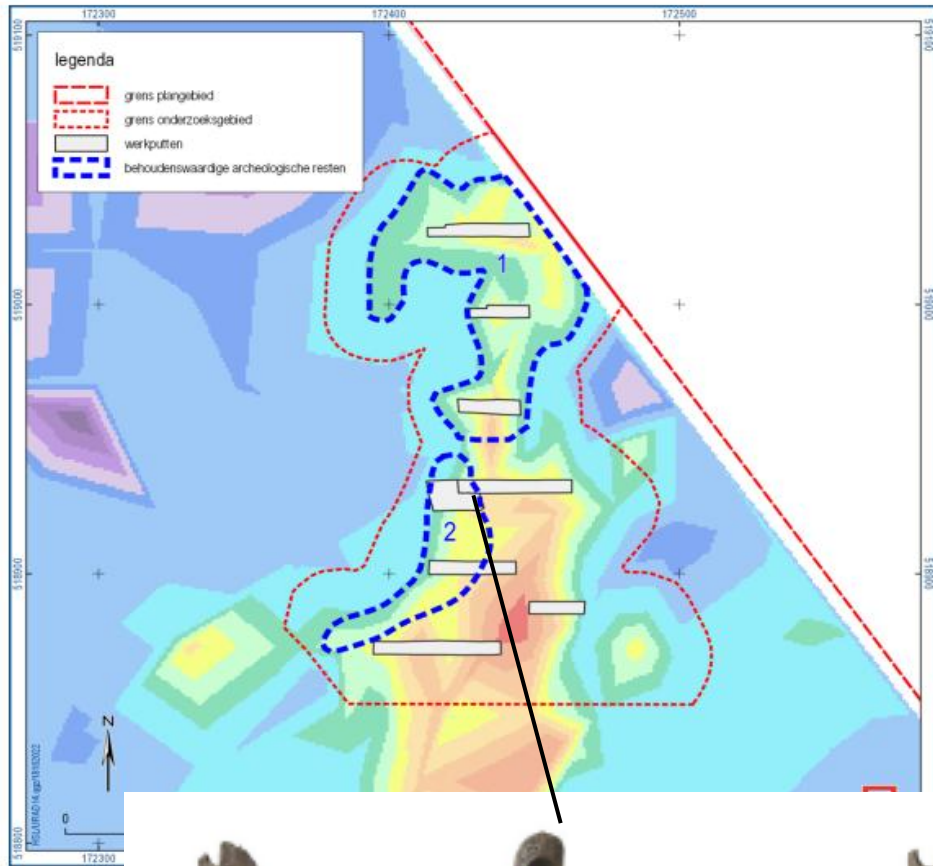 172300 172400 172500
519100 519100
legenda
grens plangebied
grens onderzoeksgebied
werkputten
behoudenswaardige archeologische resten
1
519000 519000
2
518900 518900
N
0
518800
172300